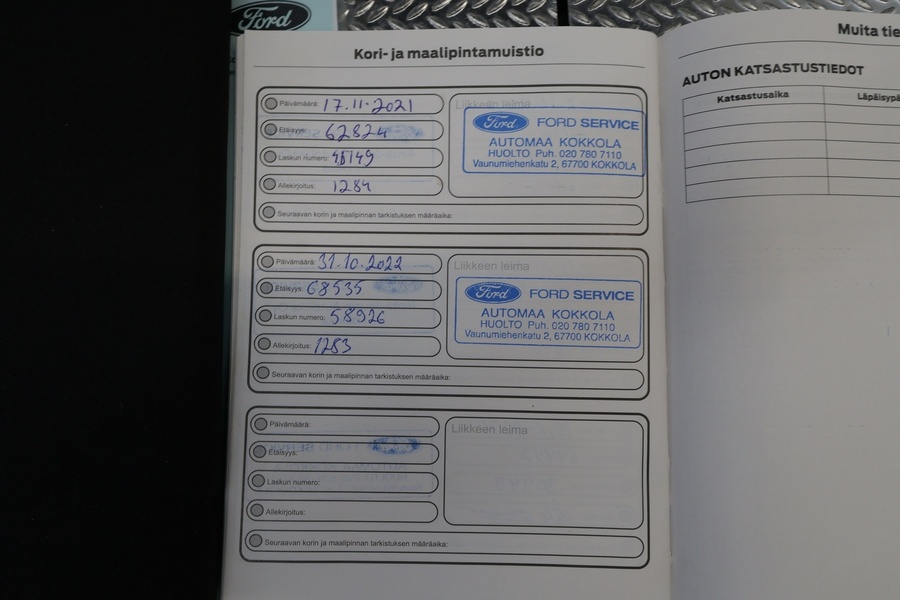 Ford
Kori- ja maalipintamuistio
Päivämäärä: 17.11.2021
Etäisyys: 62824
Laskun numero: 45149
Allekirjoitus: 1284
Seuraavan korin ja maalipinnan tarkistuksen määräaika:
Liikkeen leima
Ford FORD SERVICE
AUTOMAA KOKKOLA
HUOLTO Puh. 020 780 7110
Vaunumiehenkatu 2, 67700 KOKKOLA
Päivämäärä: 31.10.2022
Etäisyys: 68535
Laskun numero: 58926
Allekirjoitus: 1283
Seuraavan korin ja maalipinnan tarkistuksen määräaika:
Liikkeen leima
Ford FORD SERVICE
AUTOMAA KOKKOLA
HUOLTO Puh. 020 780 7110
Vaunumiehenkatu 2, 67700 KOKKOLA
Päivämäärä:
Etäisyys:
Laskun numero:
Allekirjoitus:
Seuraavan korin ja maalipinnan tarkistuksen määräaika:
Liikkeen leima
Muita tie
AUTON KATSASTUSTIEDOT
Katsastusaika Läpäisypä